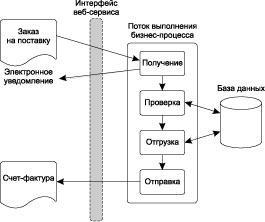 Интерфейс
веб-сервиса
Поток выполнения
бизнес-процесса
Заказ
на поставку
Электронное
уведомление
Получение
База данных
Проверка
Отгрузка
Счет-фактура
Отправка